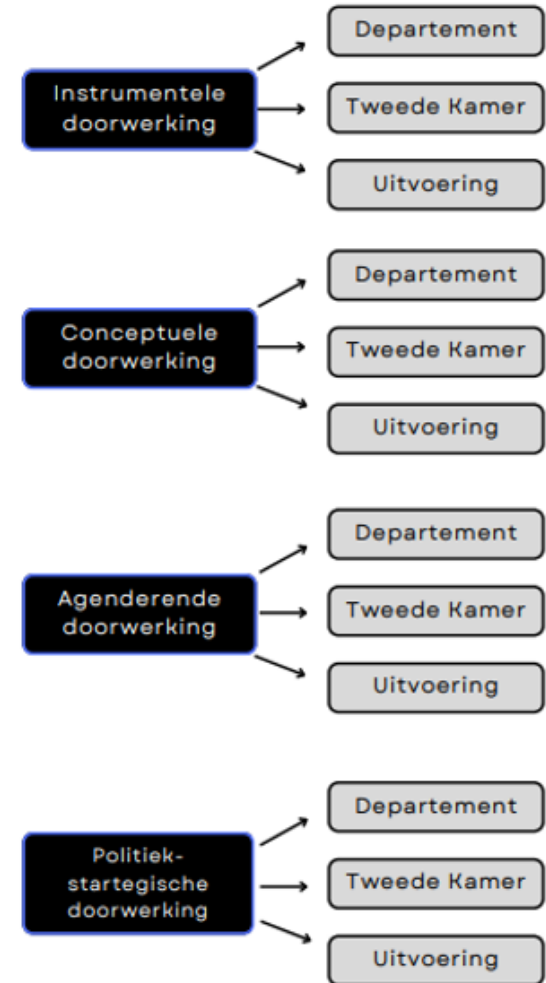 Departement
Instrumentele
doorwerking
Tweede Kamer
Uitvoering
Departement
Conceptuele
doorwerking
Tweede Kamer
Uitvoering
Departement
Agenderende
doorwerking
Tweede Kamer
Uitvoering
Departement
Politiek-
startegische
doorwerking
Tweede Kamer
Uitvoering